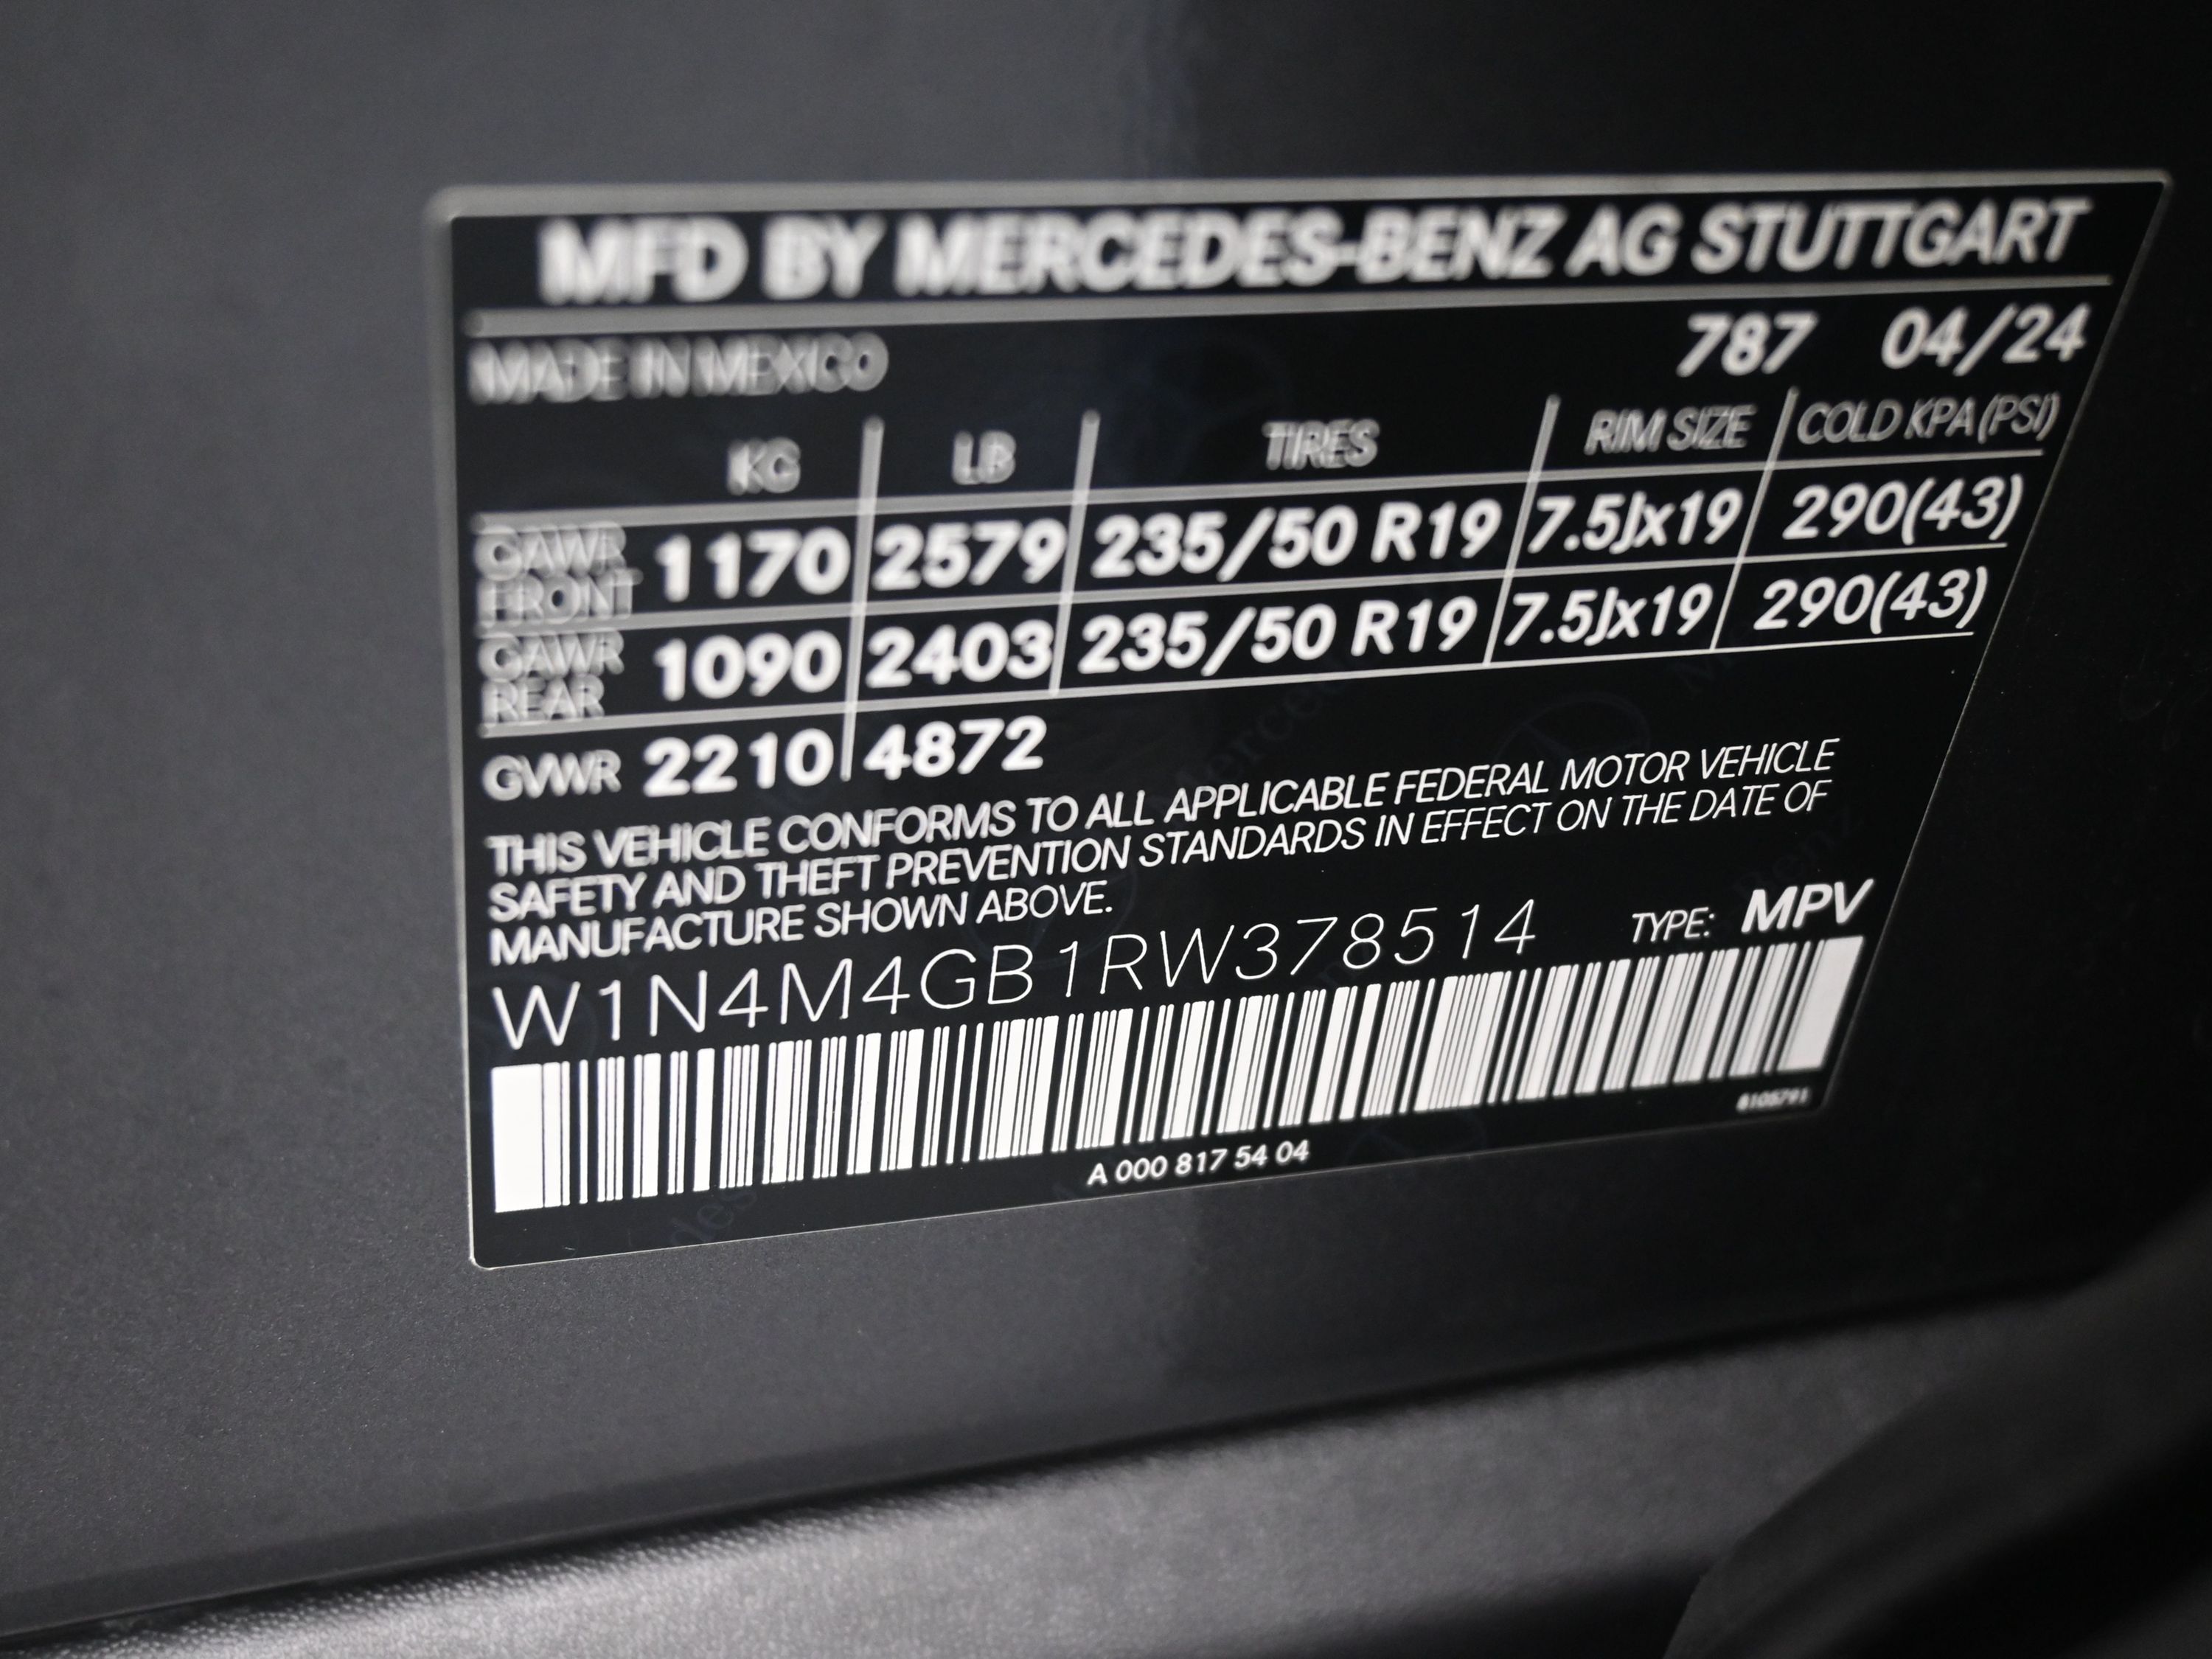 MFD BY MERCEDES-BENZ AG STUTTGART
MADE IN MEXICO 787 04/24
KG LB TIRES RIM SIZE COLD KPA (PSI)
GAWR FRONT 1170 2579 235/50 R19 7.5Jx19 290(43)
GAWR REAR 1090 2403 235/50 R19 7.5Jx19 290(43)
GVWR 2210 4872
THIS VEHICLE CONFORMS TO ALL APPLICABLE FEDERAL MOTOR VEHICLE
SAFETY AND THEFT PREVENTION STANDARDS IN EFFECT ON THE DATE OF
MANUFACTURE SHOWN ABOVE.
W1N4M4GB1RW378514 TYPE: MPV
A 000 817 54 04